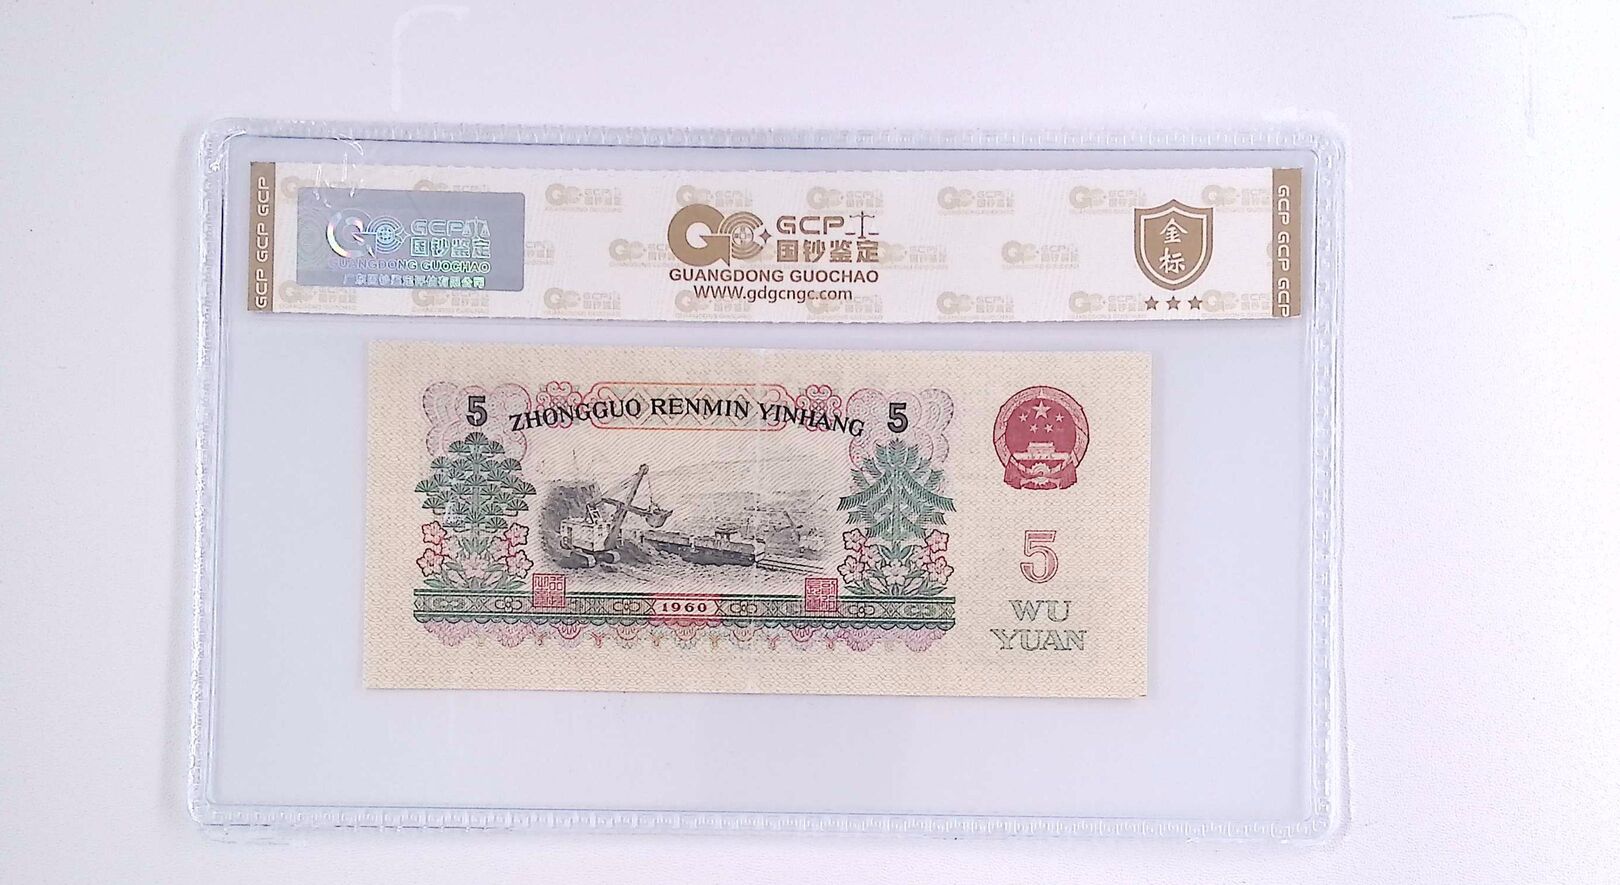 GCP GCP GCP
GCP
国钞鉴定
GUANGDONG GUOCHAO
GCP
国钞鉴定
GUANGDONG GUOCHAO
WWW.gdgcngc.com
金标
GCP GCP GCP
5 ZHONGGUO RENMIN YINHANG 5
1960
5
WU
YUAN